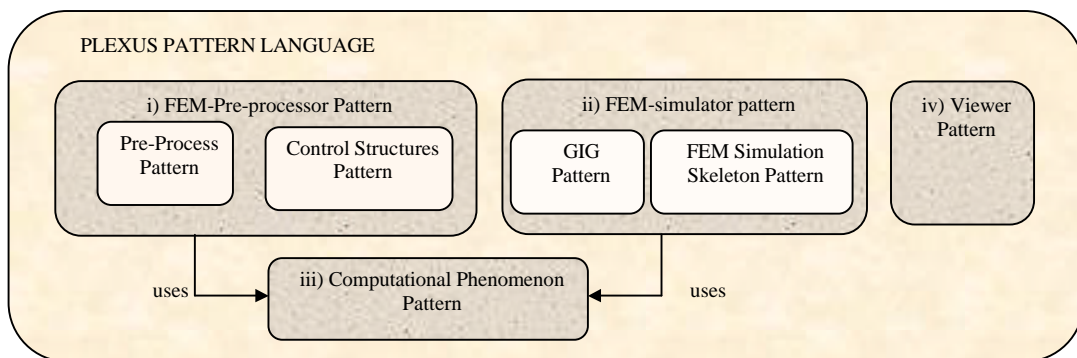 PLEXUS PATTERN LANGUAGE
i) FEM-Pre-processor Pattern
Pre-Process
Pattern
Control Structures
Pattern
ii) FEM-simulator pattern
GIG
Pattern
FEM Simulation
Skeleton Pattern
iv) Viewer
Pattern
uses
iii) Computational Phenomenon
Pattern
uses